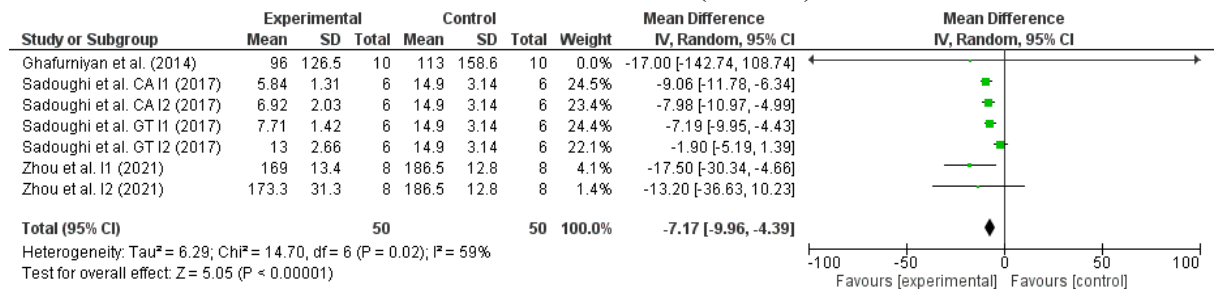 Experimental Control Mean Difference Mean Difference
Study or Subgroup Mean SD Total Mean SD Total Weight IV, Random, 95% CI IV, Random, 95% CI
Ghafurniyan et al. (2014) 96 126.5 10 113 158.6 10 0.0% -17.00 [-142.74, 108.74]
Sadoughi et al. CA I1 (2017) 5.84 1.31 6 14.9 3.14 6 24.5% -9.06 [-11.78, -6.34]
Sadoughi et al. CA I2 (2017) 6.92 2.03 6 14.9 3.14 6 23.4% -7.98 [-10.97, -4.99]
Sadoughi et al. GT I1 (2017) 7.71 1.42 6 14.9 3.14 6 24.4% -7.19 [-9.95, -4.43]
Sadoughi et al. GT I2 (2017) 13 2.66 6 14.9 3.14 6 22.1% -1.90 [-5.19, 1.39]
Zhou et al. I1 (2021) 169 13.4 8 186.5 12.8 8 4.1% -17.50 [-30.34, -4.66]
Zhou et al. I2 (2021) 173.3 31.3 8 186.5 12.8 8 1.4% -13.20 [-36.63, 10.23]
Total (95% CI) 50 50 100.0% -7.17 [-9.96, -4.39]
Heterogeneity: Tau² = 6.29; Chi² = 14.70, df = 6 (P = 0.02); I² = 59%
Test for overall effect: Z = 5.05 (P < 0.00001)
-100 -50 0 50 100
Favours [experimental] Favours [control]